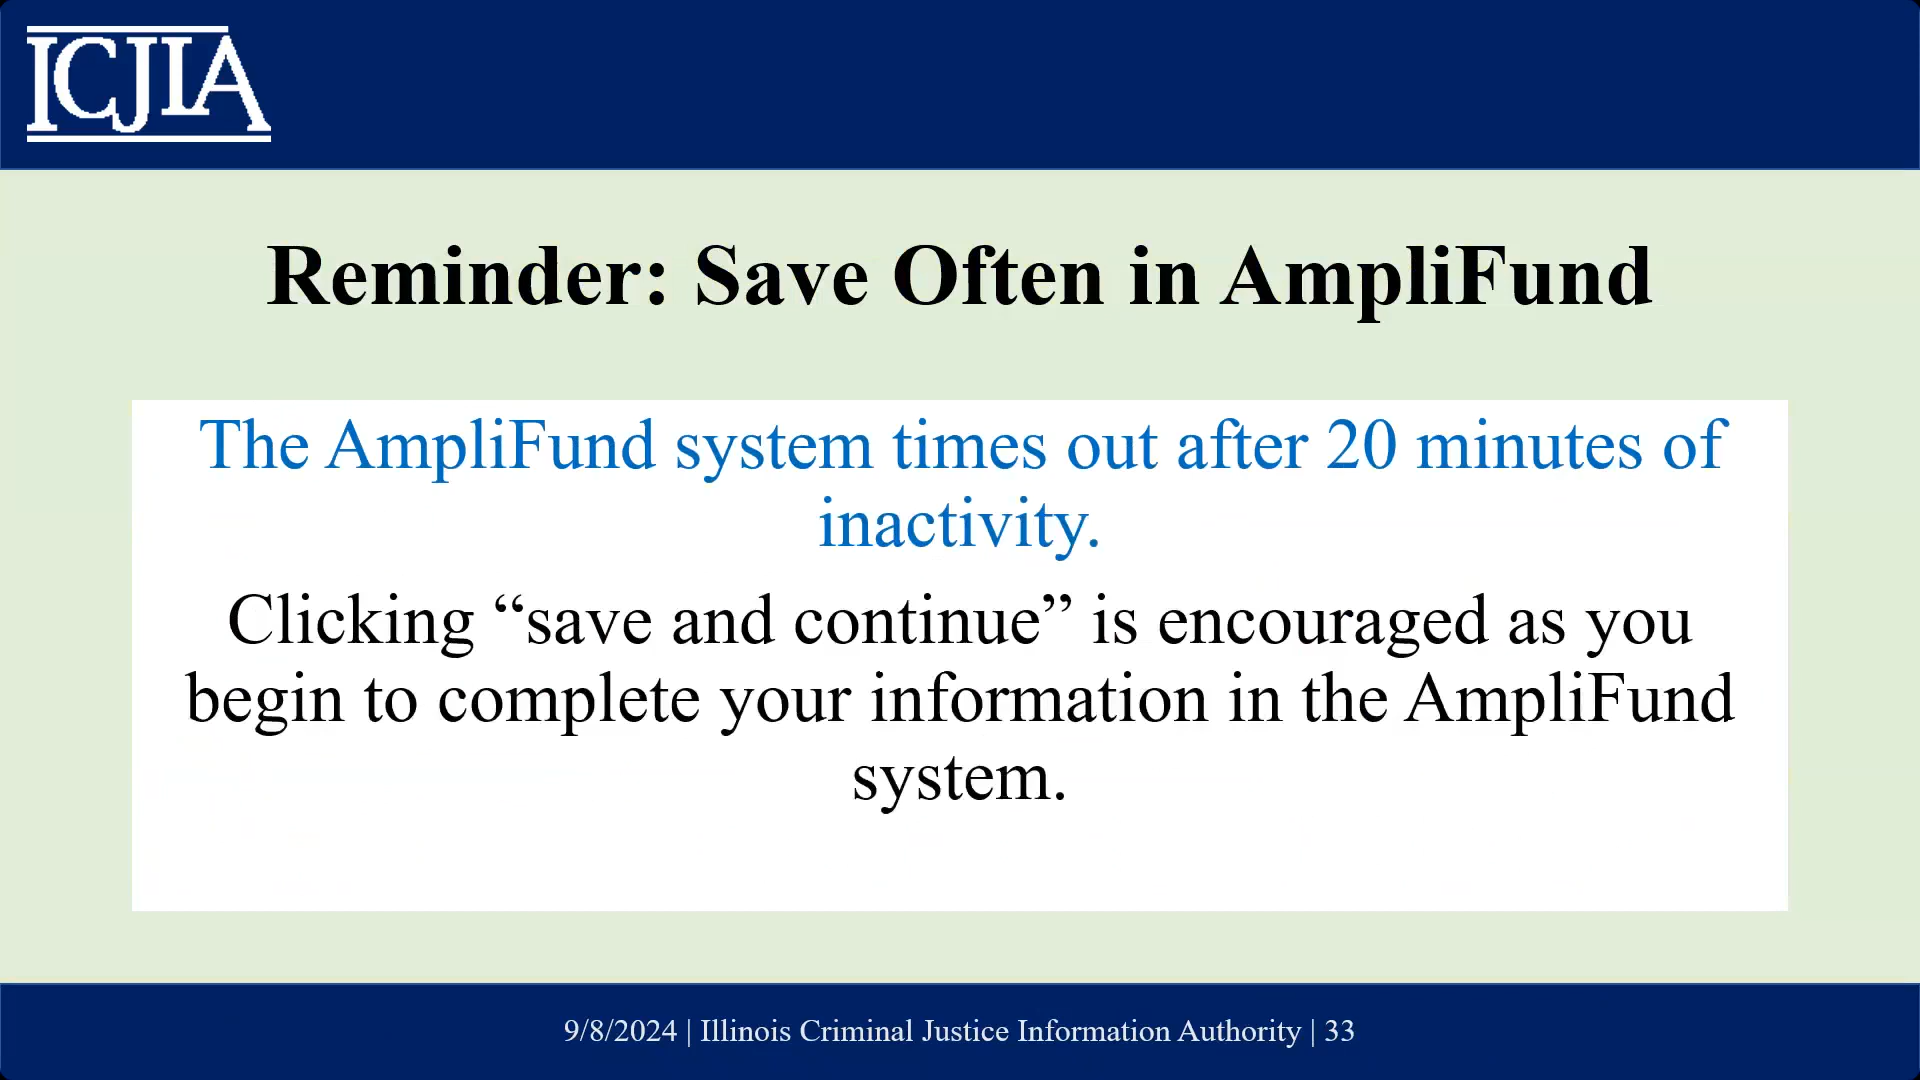 ICJIA
Reminder: Save Often in AmpliFund
The AmpliFund system times out after 20 minutes of
inactivity.
Clicking “save and continue” is encouraged as you
begin to complete your information in the AmpliFund
system.
9/8/2024 | Illinois Criminal Justice Information Authority | 33